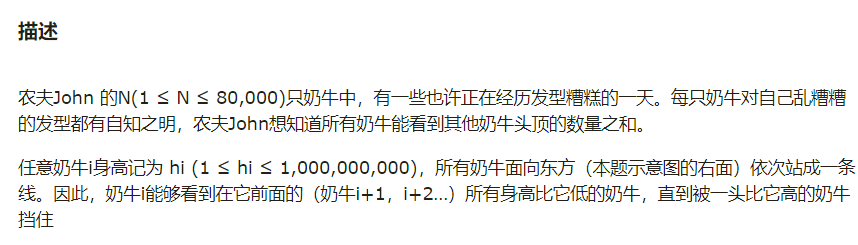 描述
农夫John 的N(1 ≤ N ≤ 80,000)只奶牛中，有一些也许正在经历发型糟糕的一天。每只奶牛对自己乱糟糟
的发型都有自知之明，农夫John想知道所有奶牛能看到其他奶牛头顶的数量之和。
任意奶牛i身高记为 hi (1 ≤ hi ≤ 1,000,000,000)，所有奶牛面向东方（本题示意图的右面）依次站成一条
线。因此，奶牛i能够看到在它前面的（奶牛i+1，i+2...）所有身高比它低的奶牛，直到被一头比它高的奶牛
挡住